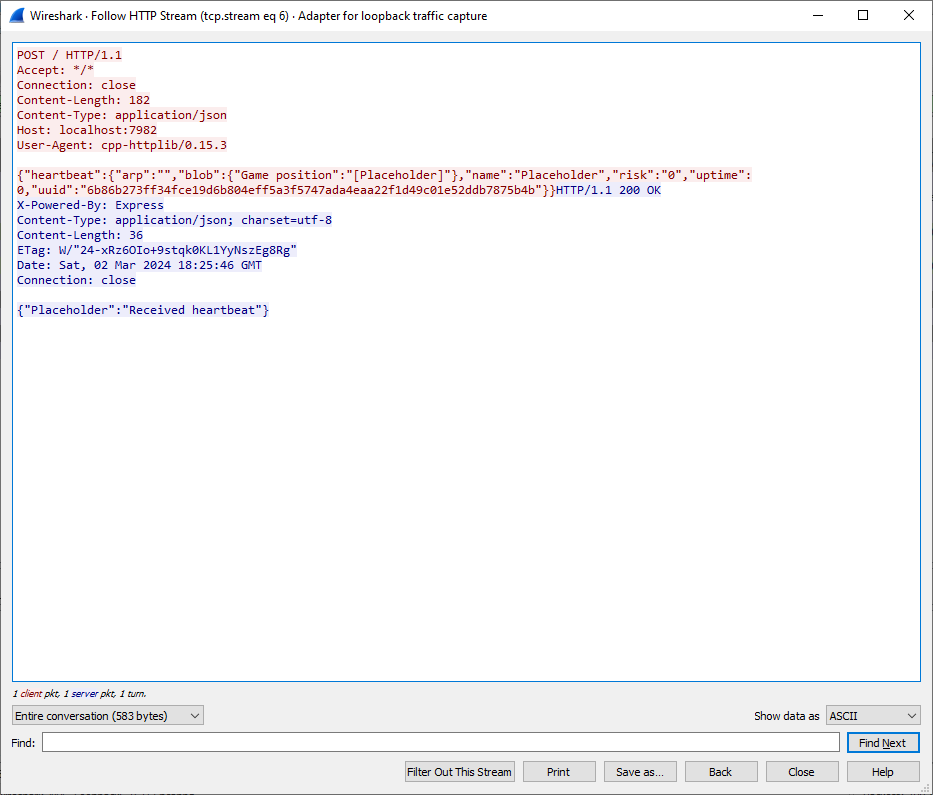 Wireshark · Follow HTTP Stream (tcp.stream eq 6) · Adapter for loopback traffic capture
POST / HTTP/1.1
Accept: */*
Connection: close
Content-Length: 182
Content-Type: application/json
Host: localhost:7982
User-Agent: cpp-httplib/0.15.3
{"heartbeat":{"arp":"","blob":{"Game position":"[Placeholder]"},"name":"Placeholder","risk":"0","uptime":
0,"uuid":"6b86b273ff34fce19d6b804eff5a3f5747ada4eaa22f1d49c01e52ddb7875b4b"}}HTTP/1.1 200 OK
X-Powered-By: Express
Content-Type: application/json; charset=utf-8
Content-Length: 36
ETag: W/"24-xRz6OIo+9stqk0KL1YyNszEg8Rg"
Date: Sat, 02 Mar 2024 18:25:46 GMT
Connection: close
{"Placeholder":"Received heartbeat"}
1 client pkt, 1 server pkt, 1 turn.
Entire conversation (583 bytes)
Show data as ASCII
Find:
Find Next
Filter Out This Stream Print Save as... Back Close Help